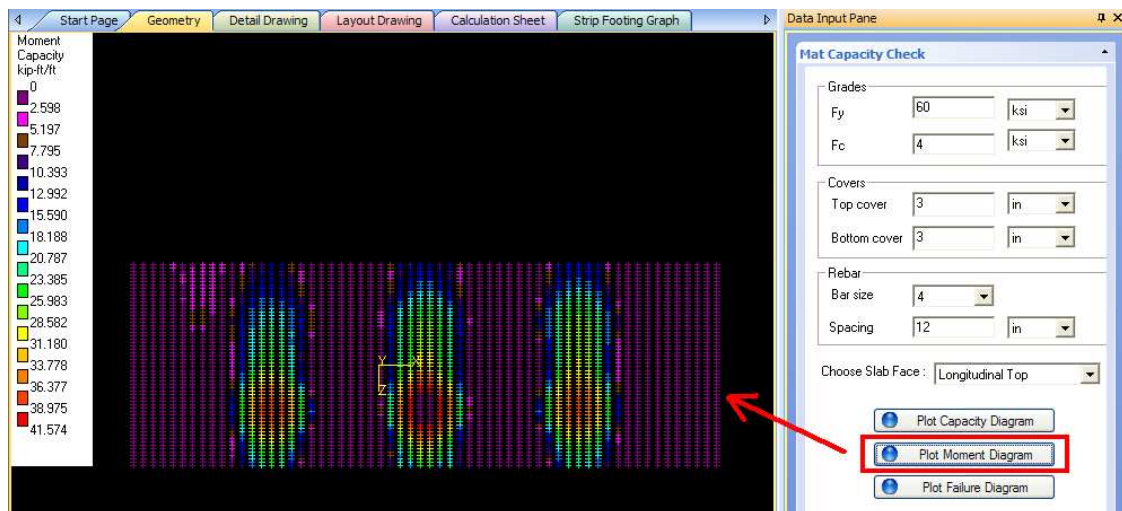 Start Page
Geometry
Detail Drawing
Layout Drawing
Calculation Sheet
Strip Footing Graph
Moment
Capacity
kip-ft/ft
0
2.598
5.197
7.795
10.393
12.992
15.590
18.188
20.787
23.385
25.983
28.582
31.180
33.778
36.377
38.975
41.574
Y
X
Z
Data Input Pane
Mat Capacity Check
Grades
Fy 60 ksi
Fc 4 ksi
Covers
Top cover 3 in
Bottom cover 3 in
Rebar
Bar size 4
Spacing 12 in
Choose Slab Face : Longitudinal Top
Plot Capacity Diagram
Plot Moment Diagram
Plot Failure Diagram